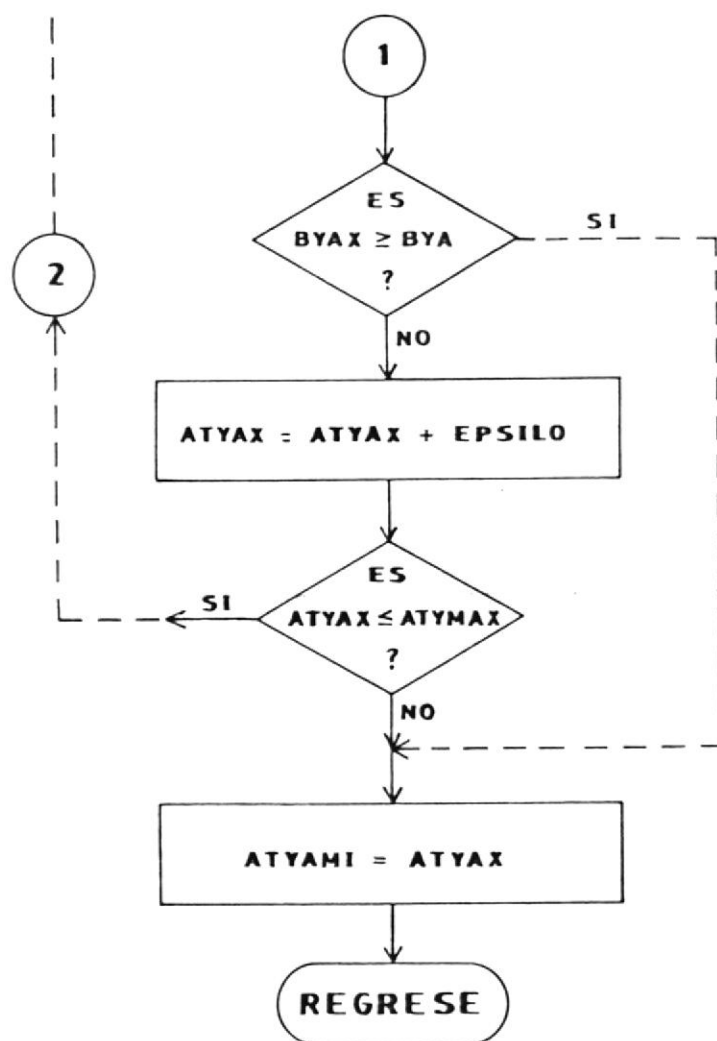 1
ES
BYAX ≥ BYA
?
SI
2
NO
ATYAX = ATYAX + EPSILO
ES
ATYAX ≤ ATYMAX
?
SI
NO
ATYAMI = ATYAX
REGRESE